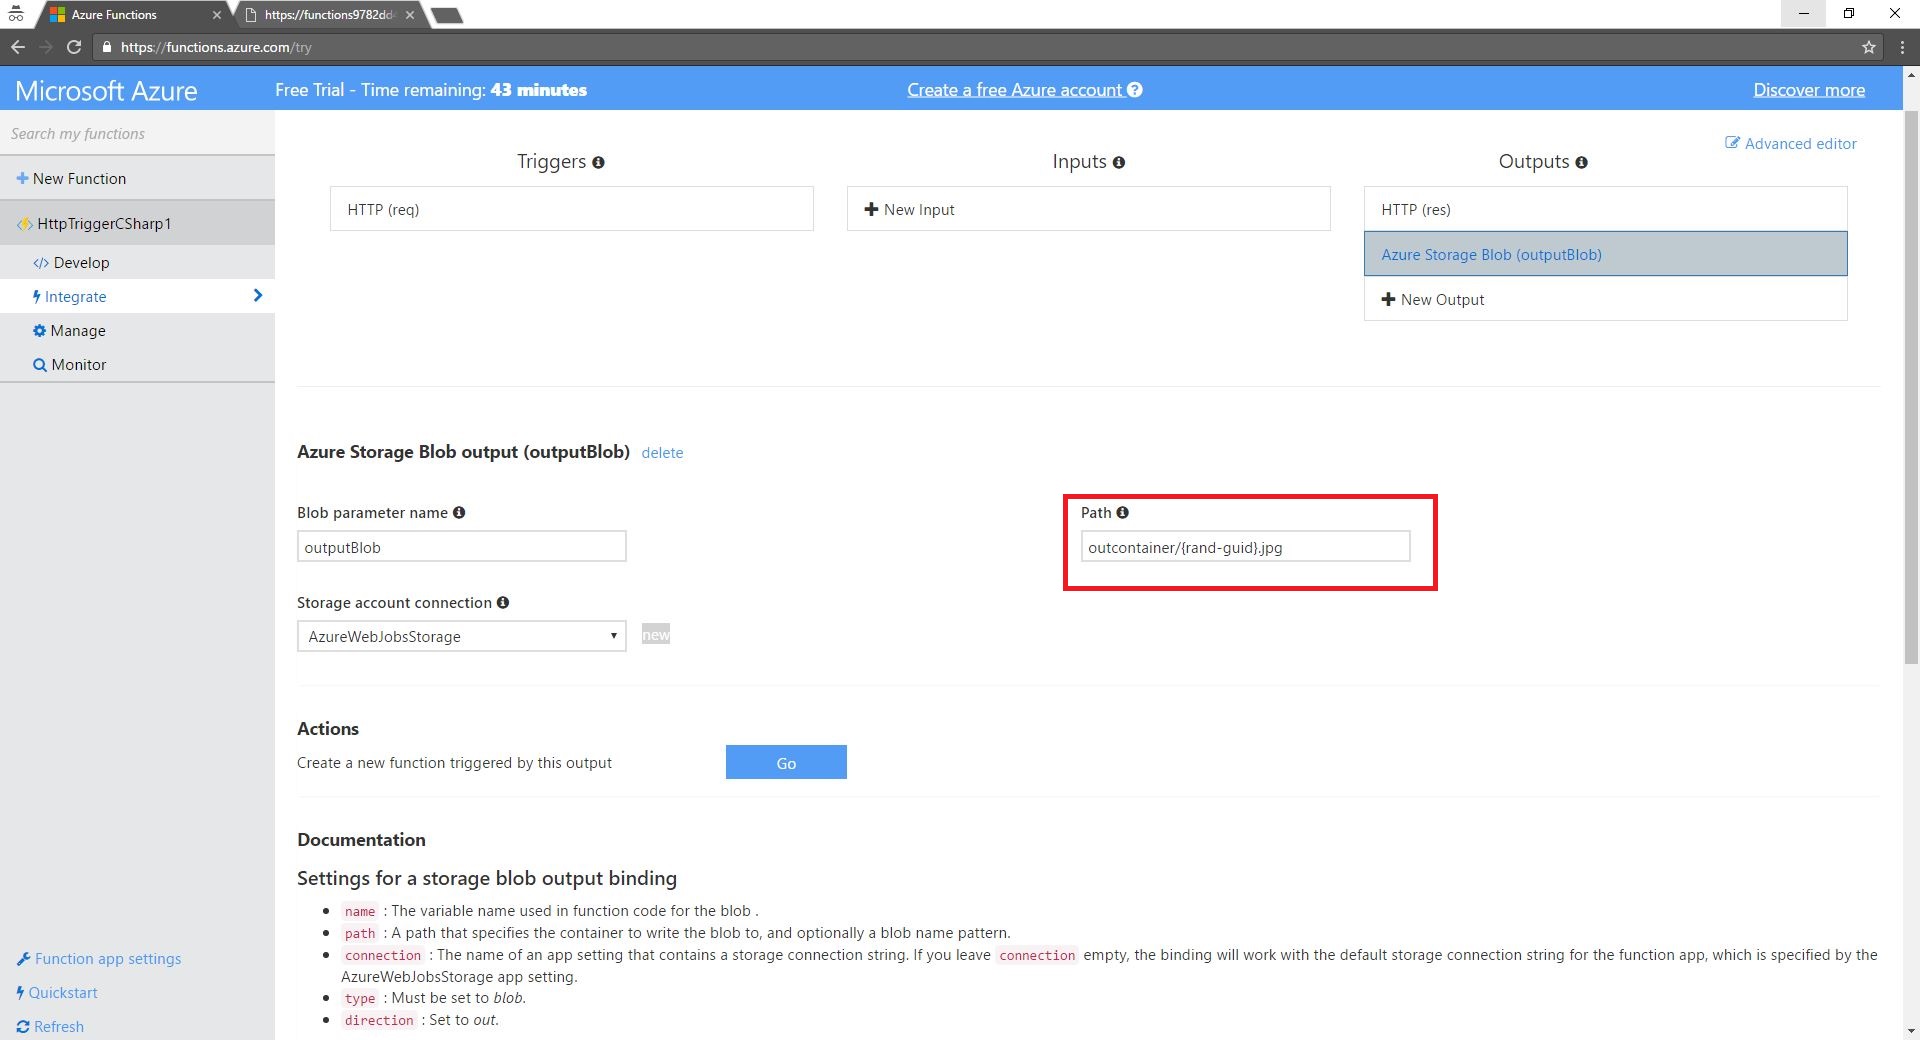 Azure Functions
https://functions9782dd
https://functions.azure.com/try
Microsoft Azure
Free Trial - Time remaining: 43 minutes
Create a free Azure account
Discover more
Search my functions
New Function
HttpTriggerCSharp1
</> Develop
Integrate
Manage
Monitor
Function app settings
Quickstart
Refresh
Advanced editor
Triggers
HTTP (req)
Inputs
New Input
Outputs
HTTP (res)
Azure Storage Blob (outputBlob)
New Output
Azure Storage Blob output (outputBlob) delete
Blob parameter name
outputBlob
Path
outcontainer/{rand-guid}.jpg
Storage account connection
AzureWebJobsStorage
new
Actions
Create a new function triggered by this output
Go
Documentation
Settings for a storage blob output binding
name : The variable name used in function code for the blob .
path : A path that specifies the container to write the blob to, and optionally a blob name pattern.
connection : The name of an app setting that contains a storage connection string. If you leave connection empty, the binding will work with the default storage connection string for the function app, which is specified by the
AzureWebJobsStorage app setting.
type : Must be set to blob.
direction : Set to out.